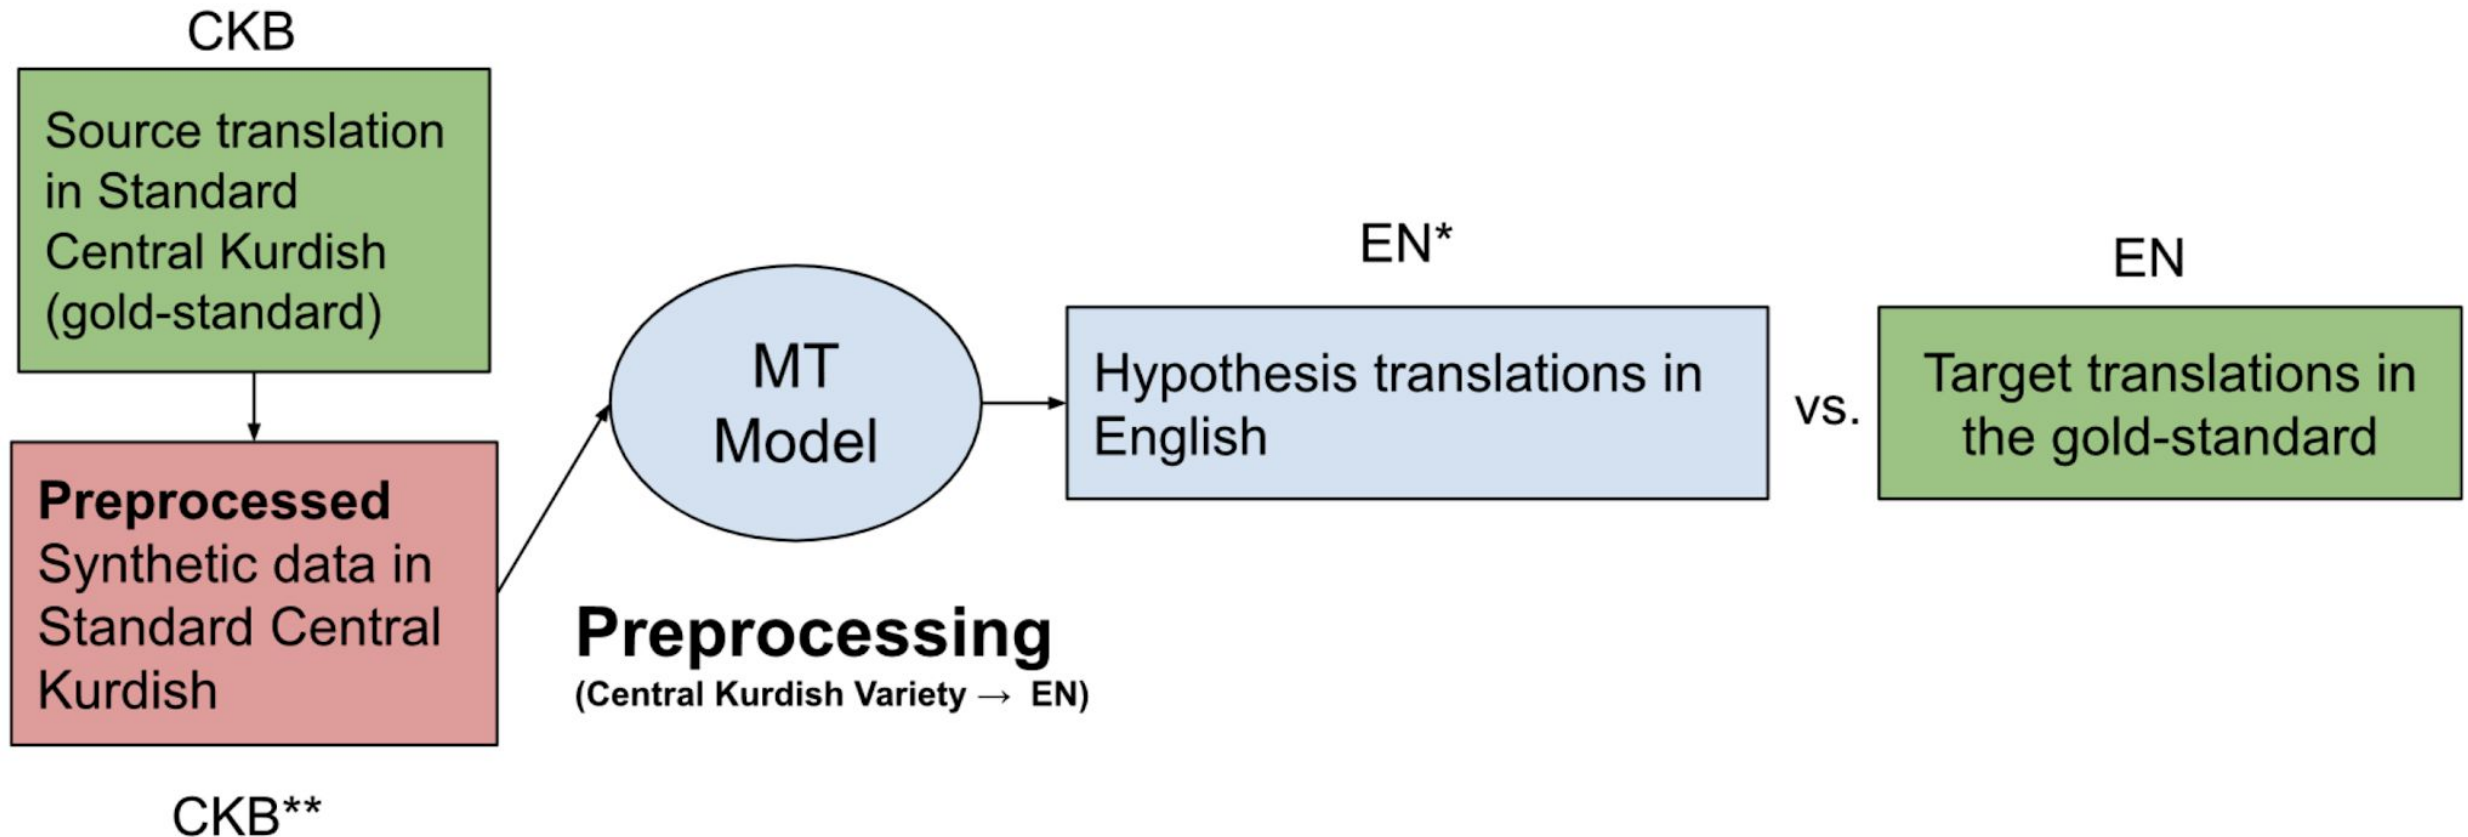 CKB
Source translation
in Standard
Central Kurdish
(gold-standard)
Preprocessed
Synthetic data in
Standard Central
Kurdish
CKB**
MT
Model
Preprocessing
(Central Kurdish Variety → EN)
EN*
Hypothesis translations in
English
vs.
EN
Target translations in
the gold-standard